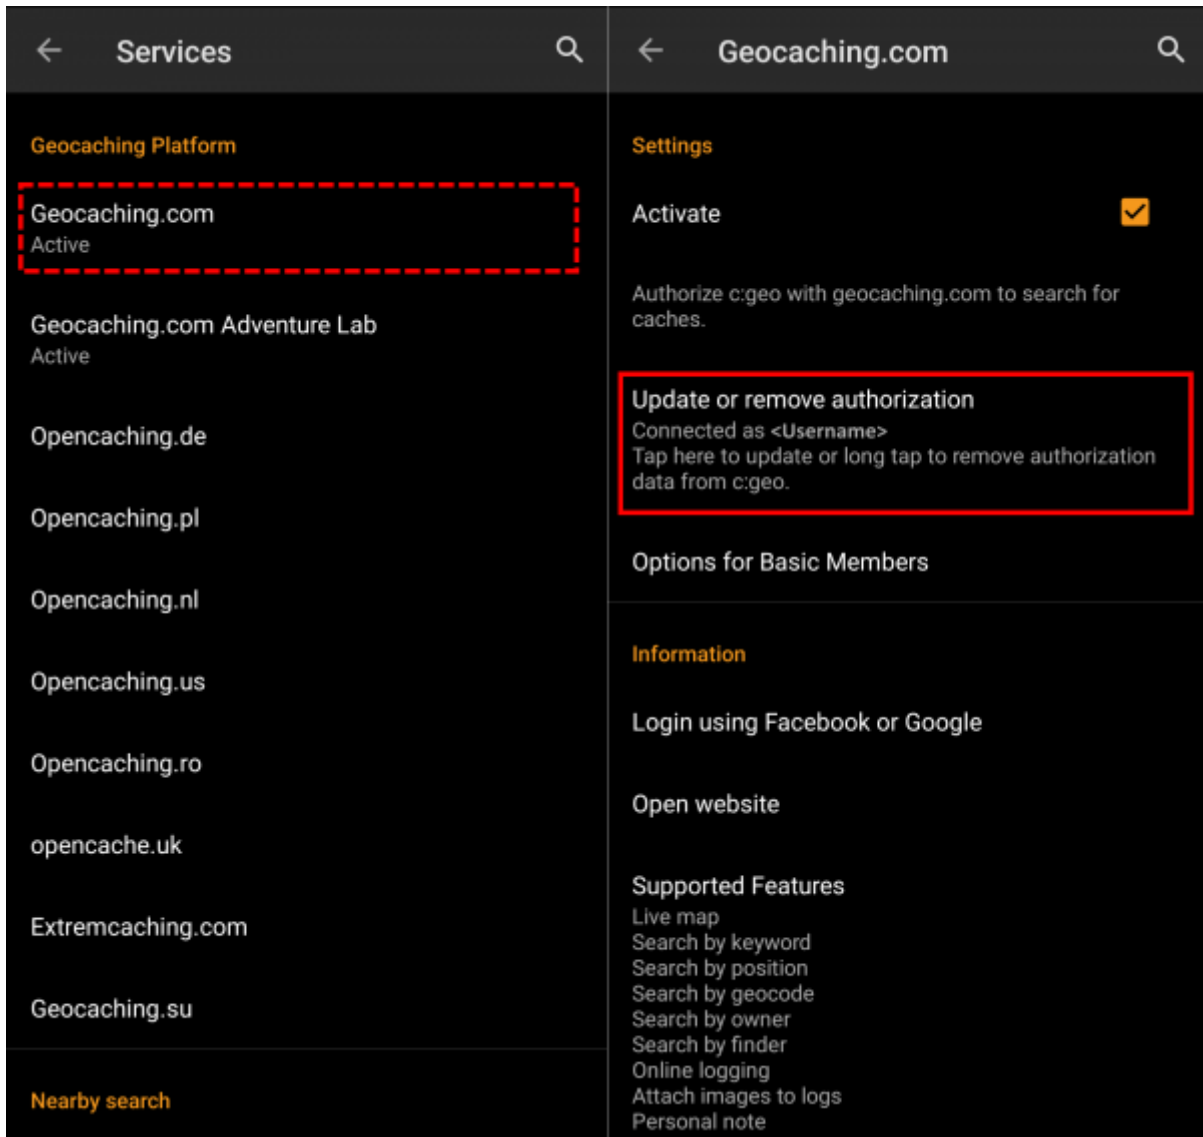 Services
Geocaching Platform
Geocaching.com
Active
Geocaching.com Adventure Lab
Active
Opencaching.de
Opencaching.pl
Opencaching.nl
Opencaching.us
Opencaching.ro
opencache.uk
Extremcaching.com
Geocaching.su
Nearby search
Geocaching.com
Settings
Activate
Authorize c:geo with geocaching.com to search for
caches.
Update or remove authorization
Connected as <Username>
Tap here to update or long tap to remove authorization
data from c:geo.
Options for Basic Members
Information
Login using Facebook or Google
Open website
Supported Features
Live map
Search by keyword
Search by position
Search by geocode
Search by owner
Search by finder
Online logging
Attach images to logs
Personal note